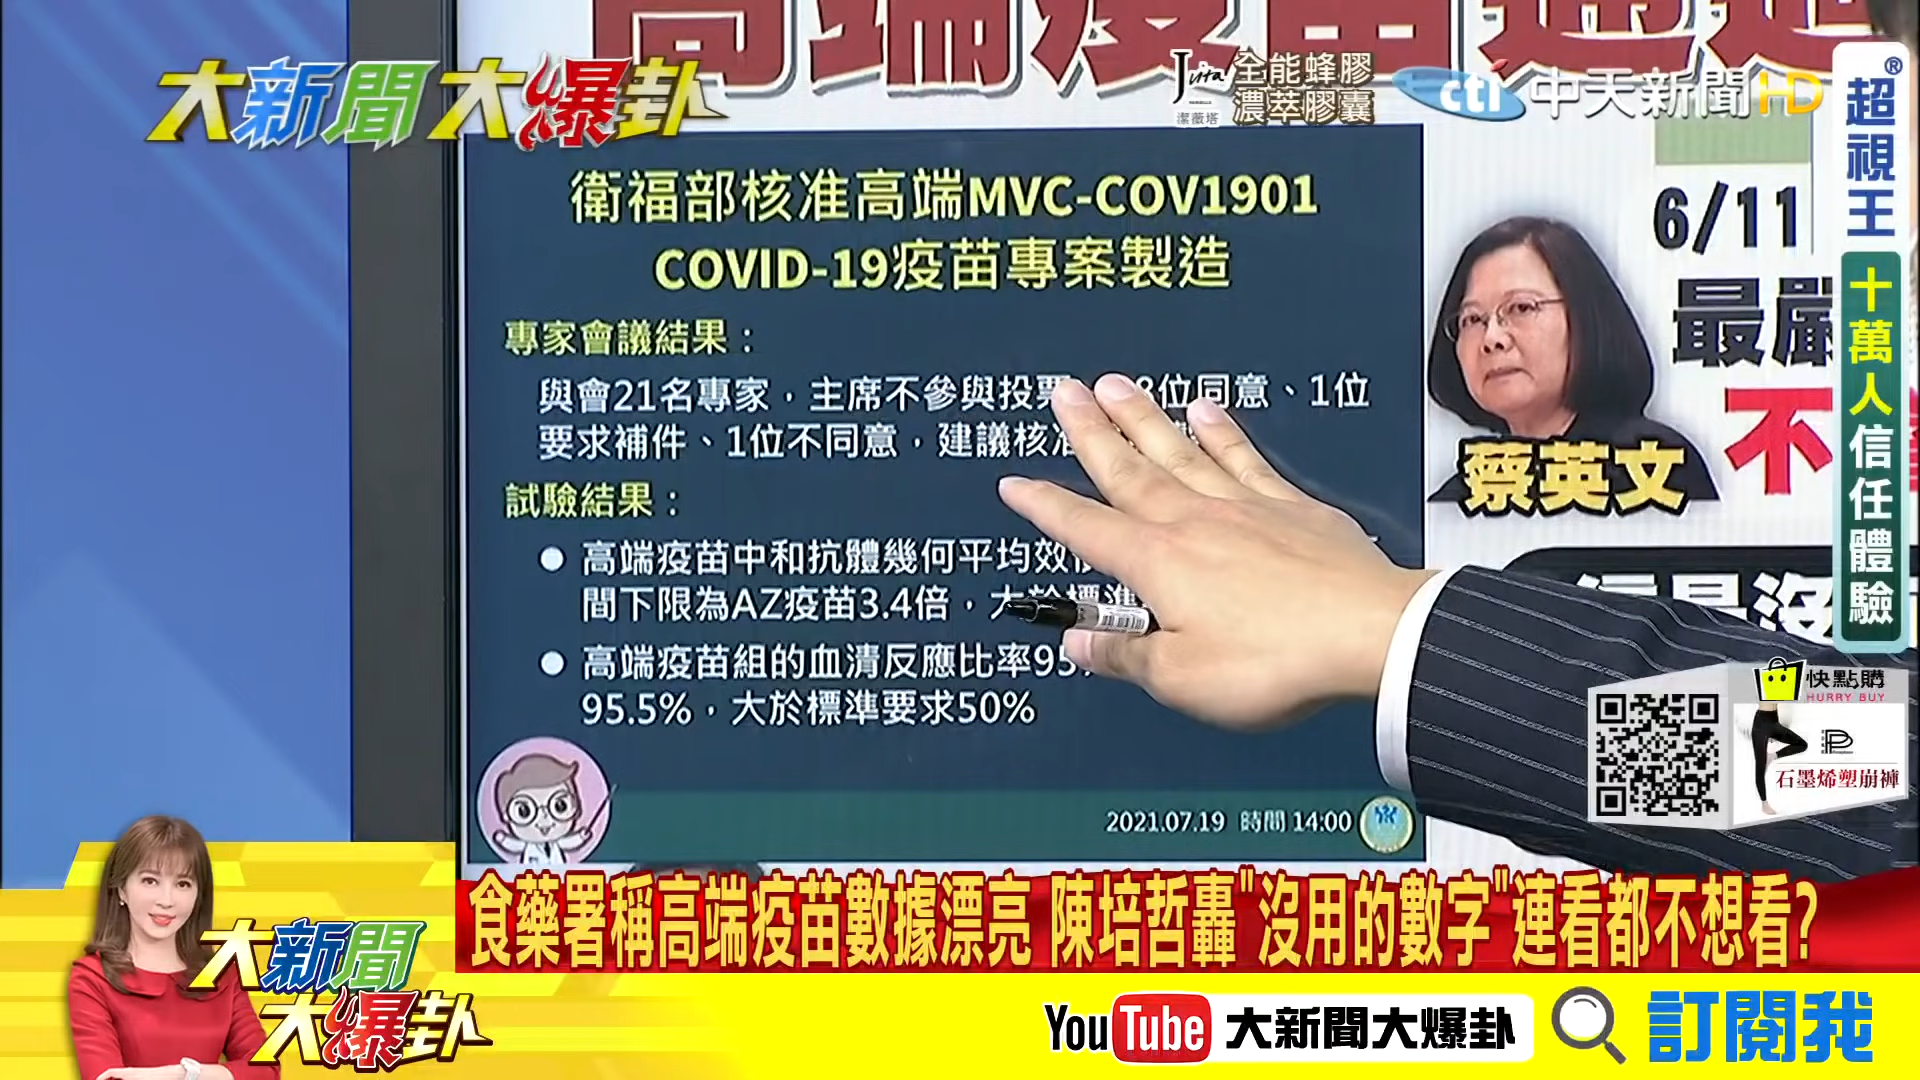 大新聞大爆卦
Jvita
潔薇塔
全能蜂膠
濃萃膠囊
cti 中天新聞HD
超視王®
十萬人信任體驗
衛福部核准高端MVC-COV1901
COVID-19疫苗專案製造
專家會議結果：
與會21名專家，主席不參與投票 8位同意、1位
要求補件、1位不同意，建議核准
試驗結果：
高端疫苗中和抗體幾何平均效價
間下限為AZ疫苗3.4倍，大於標準
高端疫苗組的血清反應比率95.
95.5%，大於標準要求50%
2021.07.19 時間 14:00
6/11
最嚴
不
蔡英文
快點購
HURRY BUY
石墨烯塑崩褲
食藥署稱高端疫苗數據漂亮 陳培哲轟"沒用的數字"連看都不想看?
大新聞
大爆卦
YouTube 大新聞大爆卦 訂閱我